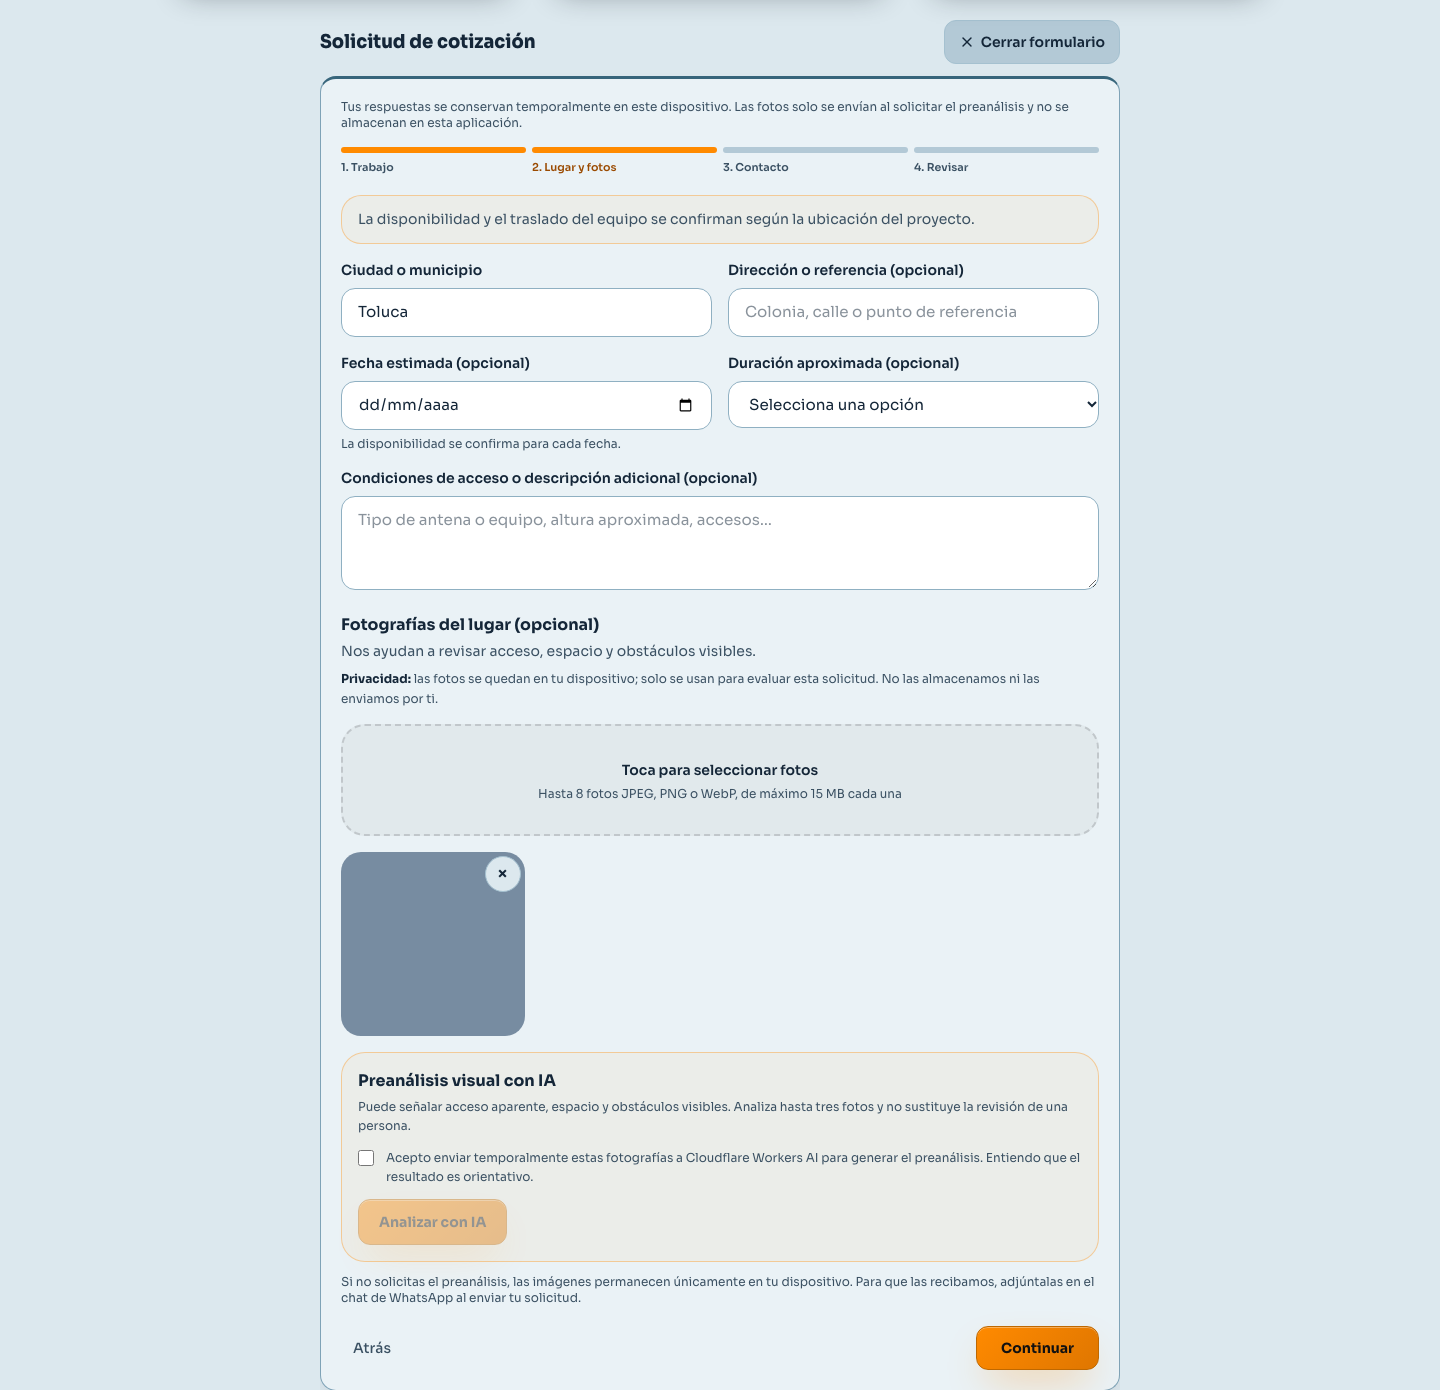 Solicitud de cotización
× Cerrar formulario
Tus respuestas se conservan temporalmente en este dispositivo. Las fotos solo se envían al solicitar el preanálisis y no se
almacenan en esta aplicación.
1. Trabajo
2. Lugar y fotos
3. Contacto
4. Revisar
La disponibilidad y el traslado del equipo se confirman según la ubicación del proyecto.
Ciudad o municipio
Dirección o referencia (opcional)
Toluca
Colonia, calle o punto de referencia
Fecha estimada (opcional)
Duración aproximada (opcional)
dd/mm/aaaa
Selecciona una opción
La disponibilidad se confirma para cada fecha.
Condiciones de acceso o descripción adicional (opcional)
Tipo de antena o equipo, altura aproximada, accesos...
Fotografías del lugar (opcional)
Nos ayudan a revisar acceso, espacio y obstáculos visibles.
Privacidad: las fotos se quedan en tu dispositivo; solo se usan para evaluar esta solicitud. No las almacenamos ni las
enviamos por ti.
Toca para seleccionar fotos
Hasta 8 fotos JPEG, PNG o WebP, de máximo 15 MB cada una
×
Preanálisis visual con IA
Puede señalar acceso aparente, espacio y obstáculos visibles. Analiza hasta tres fotos y no sustituye la revisión de una
persona.
Acepto enviar temporalmente estas fotografías a Cloudflare Workers AI para generar el preanálisis. Entiendo que el
resultado es orientativo.
Analizar con IA
Si no solicitas el preanálisis, las imágenes permanecen únicamente en tu dispositivo. Para que las recibamos, adjúntalas en el
chat de WhatsApp al enviar tu solicitud.
Atrás
Continuar